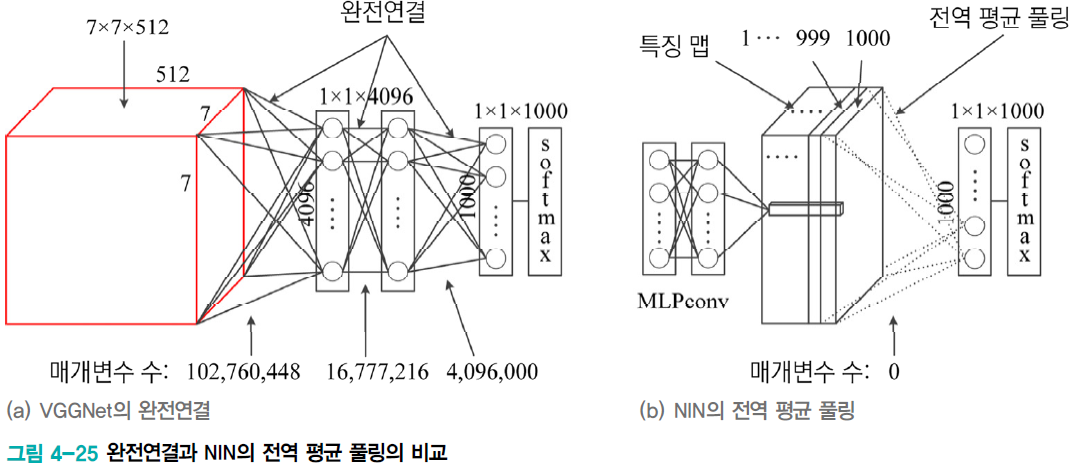 7×7×512
완전연결
512
7
7
1×1×4096
4096
1×1×1000
1000
softmax
매개변수 수: 102,760,448 16,777,216 4,096,000
(a) VGGNet의 완전연결
특징 맵
1 ··· 999 1000
전역 평균 풀링
1×1×1000
1000
softmax
MLPconv
매개변수 수: 0
(b) NIN의 전역 평균 풀링
그림 4-25 완전연결과 NIN의 전역 평균 풀링의 비교